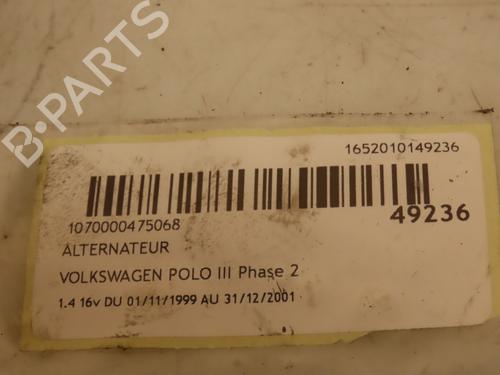 B-PARTS
1652010149236
1070000475068
49236
ALTERNATEUR
VOLKSWAGEN POLO III Phase 2
1.4 16v DU 01/11/1999 AU 31/12/2001